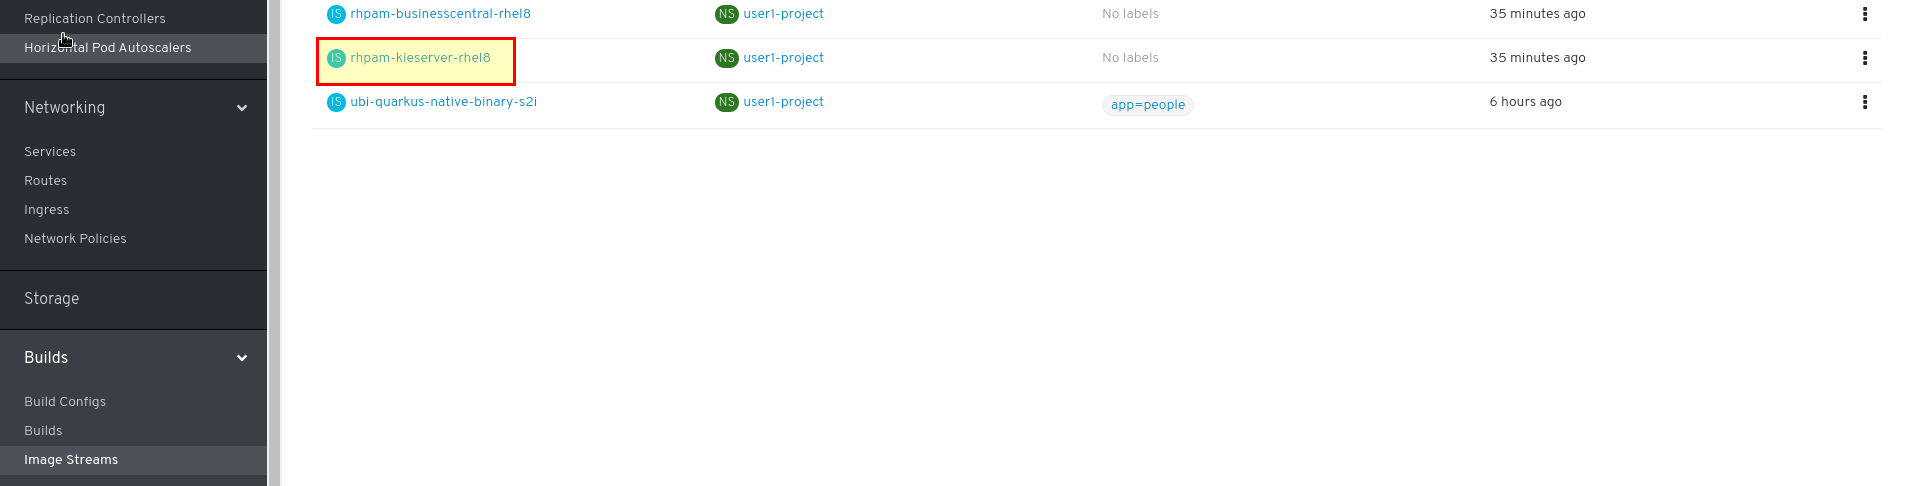 Replication Controllers
Horizontal Pod Autoscalers
Networking
Services
Routes
Ingress
Network Policies
Storage
Builds
Build Configs
Builds
Image Streams
IS rhpam-businesscentral-rhel8 NS user1-project No labels 35 minutes ago
IS rhpam-kieserver-rhel8 NS user1-project No labels 35 minutes ago
IS ubi-quarkus-native-binary-s2i NS user1-project app=people 6 hours ago